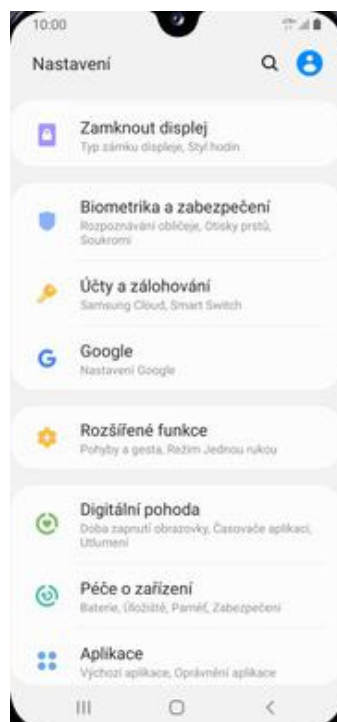 10:00
Nastavení
Zamknout displej
Typ zámku displeje, Styl hodin
Biometrika a zabezpečení
Rozpoznávání obličeje, Otisky prstů,
Soukromí
Účty a zálohování
Samsung Cloud, Smart Switch
Google
Nastavení Google
Rozšířené funkce
Pohyby a gesta, Režim Jednou rukou
Digitální pohoda
Doba zapnutí obrazovky, Časovače aplikací,
Utlumení
Péče o zařízení
Baterie, Úložiště, Paměť, Zabezpečení
Aplikace
Výchozí aplikace, Oprávnění aplikace